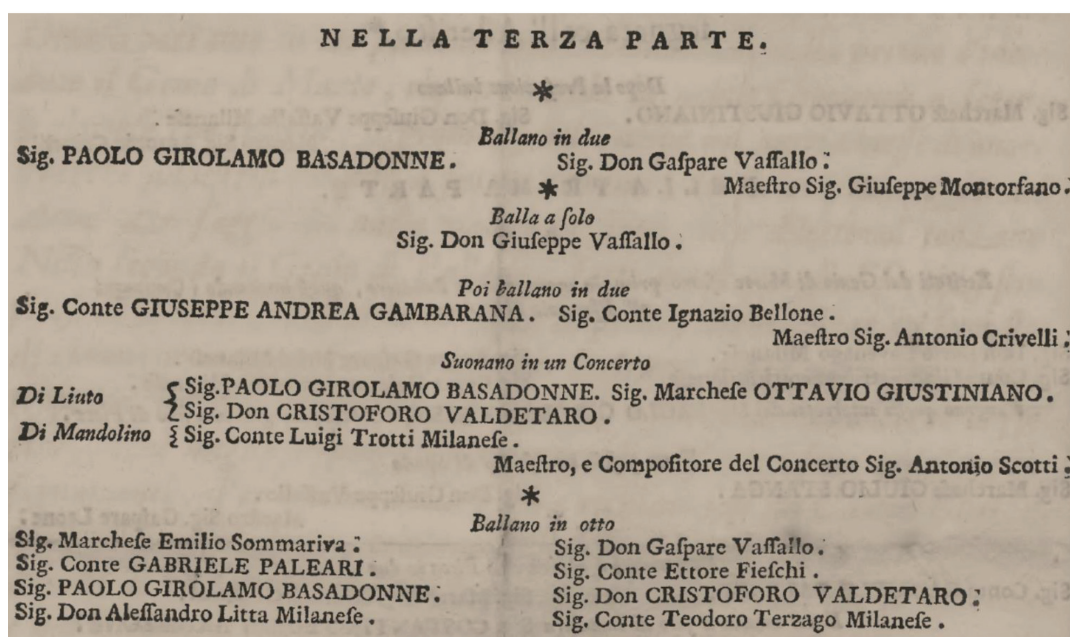 NELLA TERZA PARTE.
*
Ballano in due
Sig. PAOLO GIROLAMO BASADONNE. Sig. Don Gaſpare Vaſſallo.
* Maeſtro Sig. Giuſeppe Montorfano.
Balla a ſolo
Sig. Don Giuſeppe Vaſſallo.
Poi ballano in due
Sig. Conte GIUSEPPE ANDREA GAMBARANA. Sig. Conte Ignazio Bellone.
Maeſtro Sig. Antonio Crivelli.
Suonano in un Concerto
Di Liuto { Sig. PAOLO GIROLAMO BASADONNE. Sig. Marcheſe OTTAVIO GIUSTINIANO.
Sig. Don CRISTOFORO VALDETARO.
Di Mandolino { Sig. Conte Luigi Trotti Milaneſe.
Maeſtro, e Compoſitore del Concerto Sig. Antonio Scotti.
*
Ballano in otto
Sig. Marcheſe Emilio Sommariva. Sig. Don Gaſpare Vaſſallo.
Sig. Conte GABRIELE PALEARI. Sig. Conte Ettore Fieſchi.
Sig. PAOLO GIROLAMO BASADONNE. Sig. Don CRISTOFORO VALDETARO.
Sig. Don Aleſſandro Litta Milaneſe. Sig. Conte Teodoro Terzago Milaneſe.